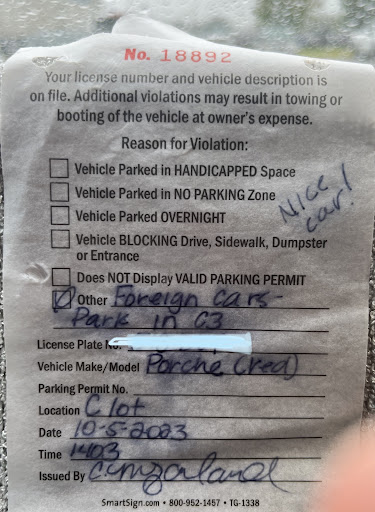 No. 18892
Your license number and vehicle description is
on file. Additional violations may result in towing or
booting of the vehicle at owner's expense.
Reason for Violation:
Vehicle Parked in HANDICAPPED Space
Vehicle Parked in NO PARKING Zone
Nice
car!
Vehicle Parked OVERNIGHT
Vehicle BLOCKING Drive, Sidewalk, Dumpster
or Entrance
Does NOT Display VALID PARKING PERMIT
Other Foreign Cars-
Park in C3
License Plate No.
Vehicle Make/Model Porche (red)
Parking Permit No.
Location C lot
Date 10-5-2023
Time 1403
Issued By
SmartSign.com • 800-952-1457 • TG-1338